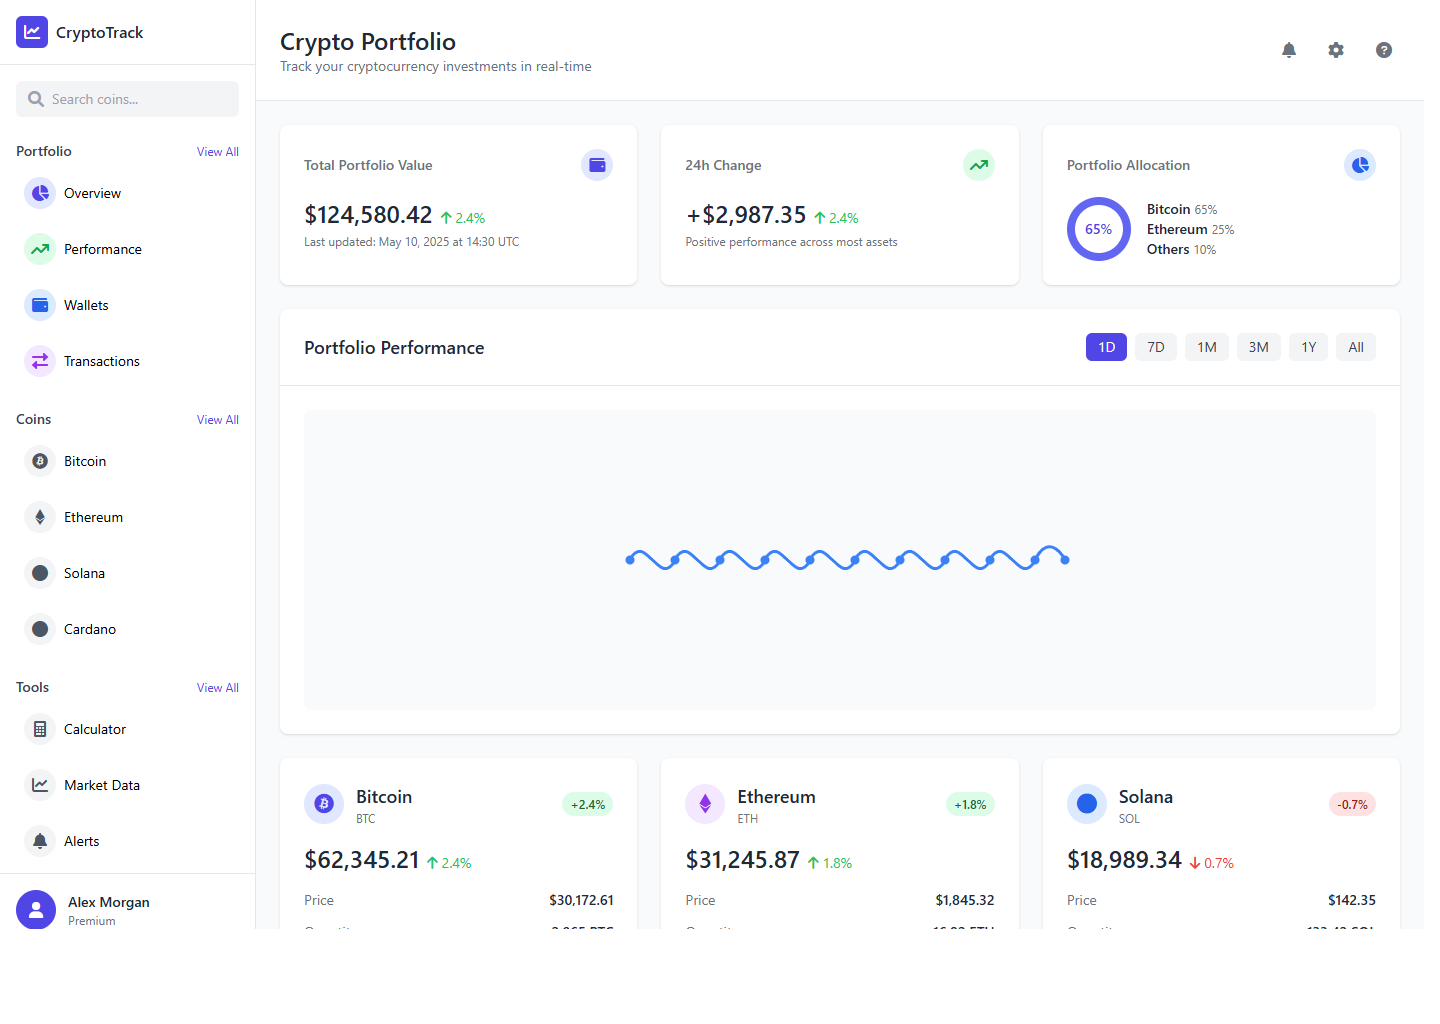 CryptoTrack
Search coins...
Portfolio View All
Overview
Performance
Wallets
Transactions
Coins View All
Bitcoin
Ethereum
Solana
Cardano
Tools View All
Calculator
Market Data
Alerts
Alex Morgan
Premium
Crypto Portfolio
Track your cryptocurrency investments in real-time
Total Portfolio Value
$124,580.42 2.4%
Last updated: May 10, 2025 at 14:30 UTC
24h Change
+$2,987.35 2.4%
Positive performance across most assets
Portfolio Allocation
65%
Bitcoin 65%
Ethereum 25%
Others 10%
Portfolio Performance
1D 7D 1M 3M 1Y All
Bitcoin
BTC
+2.4%
$62,345.21 2.4%
Price $30,172.61
Ethereum
ETH
+1.8%
$31,245.87 1.8%
Price $1,845.32
Solana
SOL
-0.7%
$18,989.34 0.7%
Price $142.35